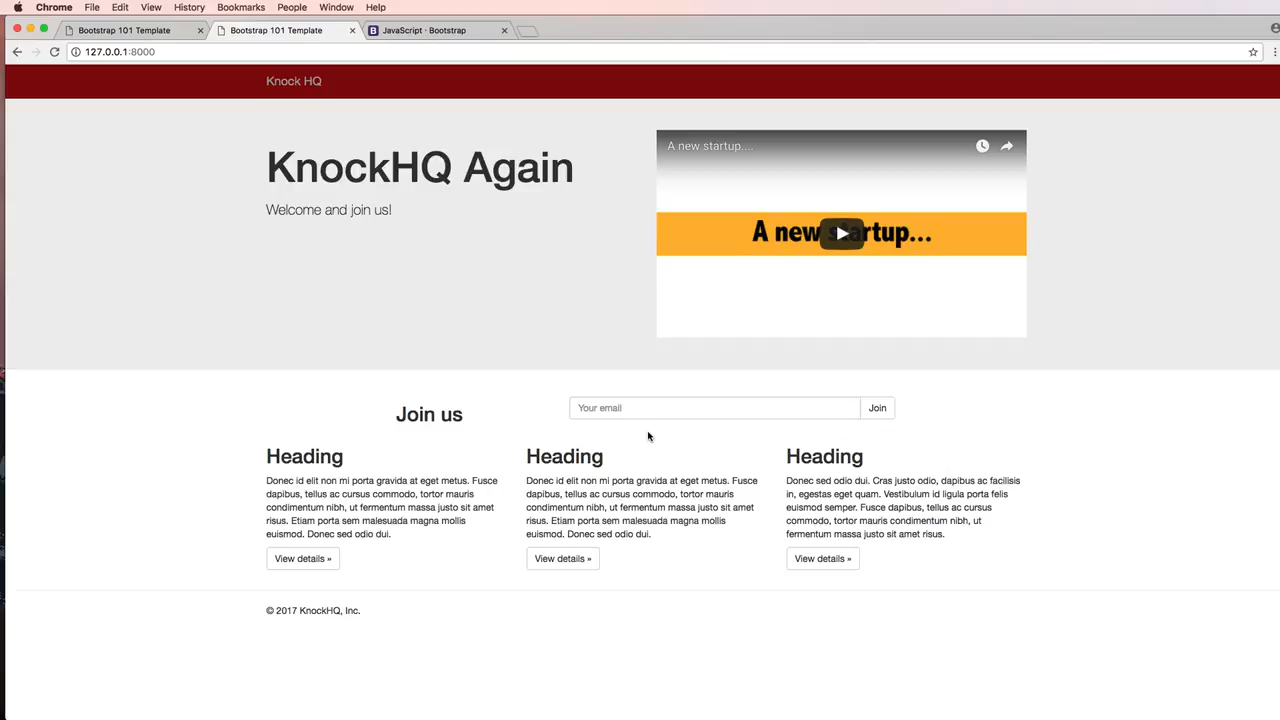 Chrome File Edit View History Bookmarks People Window Help
Bootstrap 101 Template
Bootstrap 101 Template
JavaScript · Bootstrap
127.0.0.1:8000
Knock HQ
KnockHQ Again
Welcome and join us!
A new startup....
A new startup...
Join us
Your email
Join
Heading
Donec id elit non mi porta gravida at eget metus. Fusce
dapibus, tellus ac cursus commodo, tortor mauris
condimentum nibh, ut fermentum massa justo sit amet
risus. Etiam porta sem malesuada magna mollis
euismod. Donec sed odio dui.
View details »
Heading
Donec id elit non mi porta gravida at eget metus. Fusce
dapibus, tellus ac cursus commodo, tortor mauris
condimentum nibh, ut fermentum massa justo sit amet
risus. Etiam porta sem malesuada magna mollis
euismod. Donec sed odio dui.
View details »
Heading
Donec sed odio dui. Cras justo odio, dapibus ac facilisis
in, egestas eget quam. Vestibulum id ligula porta felis
euismod semper. Fusce dapibus, tellus ac cursus
commodo, tortor mauris condimentum nibh, ut
fermentum massa justo sit amet risus.
View details »
© 2017 KnockHQ, Inc.